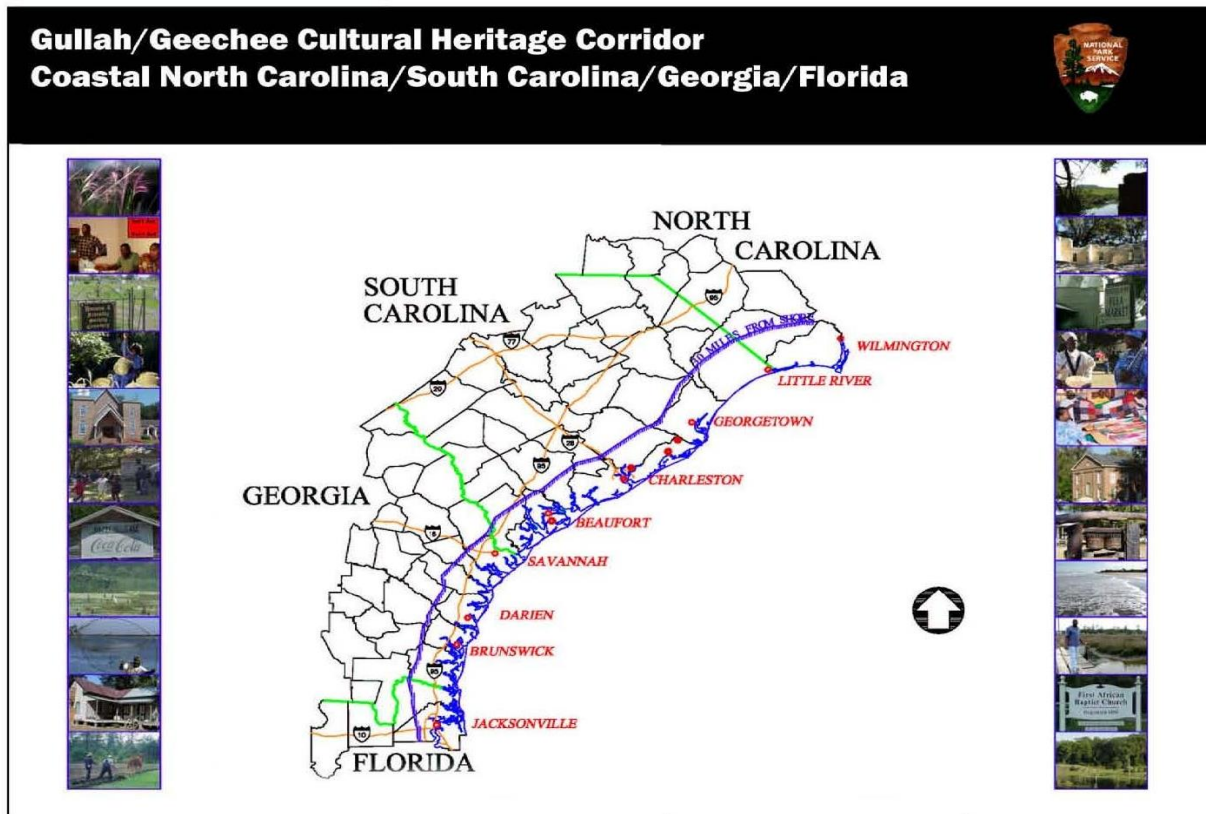 Gullah/Geechee Cultural Heritage Corridor
Coastal North Carolina/South Carolina/Georgia/Florida
NATIONAL
PARK
SERVICE
NORTH
CAROLINA
SOUTH
CAROLINA
95
77
MILES FROM SHORE
WILMINGTON
LITTLE RIVER
20
GEORGETOWN
26
95
CHARLESTON
GEORGIA
BEAUFORT
16
SAVANNAH
DARIEN
BRUNSWICK
95
JACKSONVILLE
10
FLORIDA
FLEA
MARKET
Coca-Cola
First African
Baptist Church